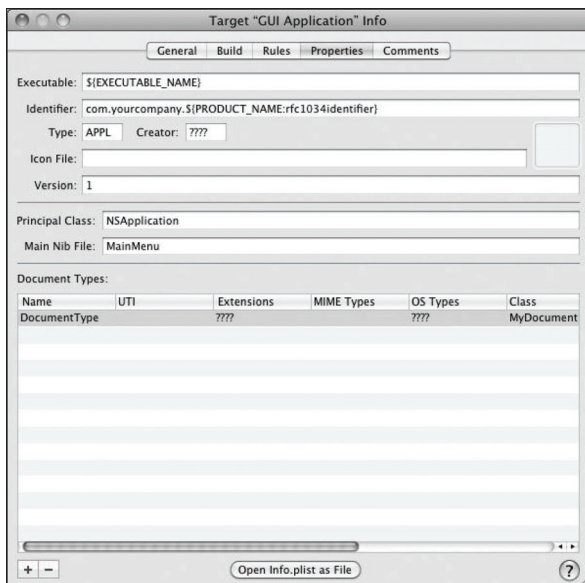 Target “GUI Application” Info
General Build Rules Properties Comments
Executable: ${EXECUTABLE_NAME}
Identifier: com.yourcompany.${PRODUCT_NAME:rfc1034identifier}
Type: APPL Creator: ????
Icon File:
Version: 1
Principal Class: NSApplication
Main Nib File: MainMenu
Document Types:
Name UTI Extensions MIME Types OS Types Class
DocumentType ???? ???? MyDocument
+ − Open Info.plist as File ?